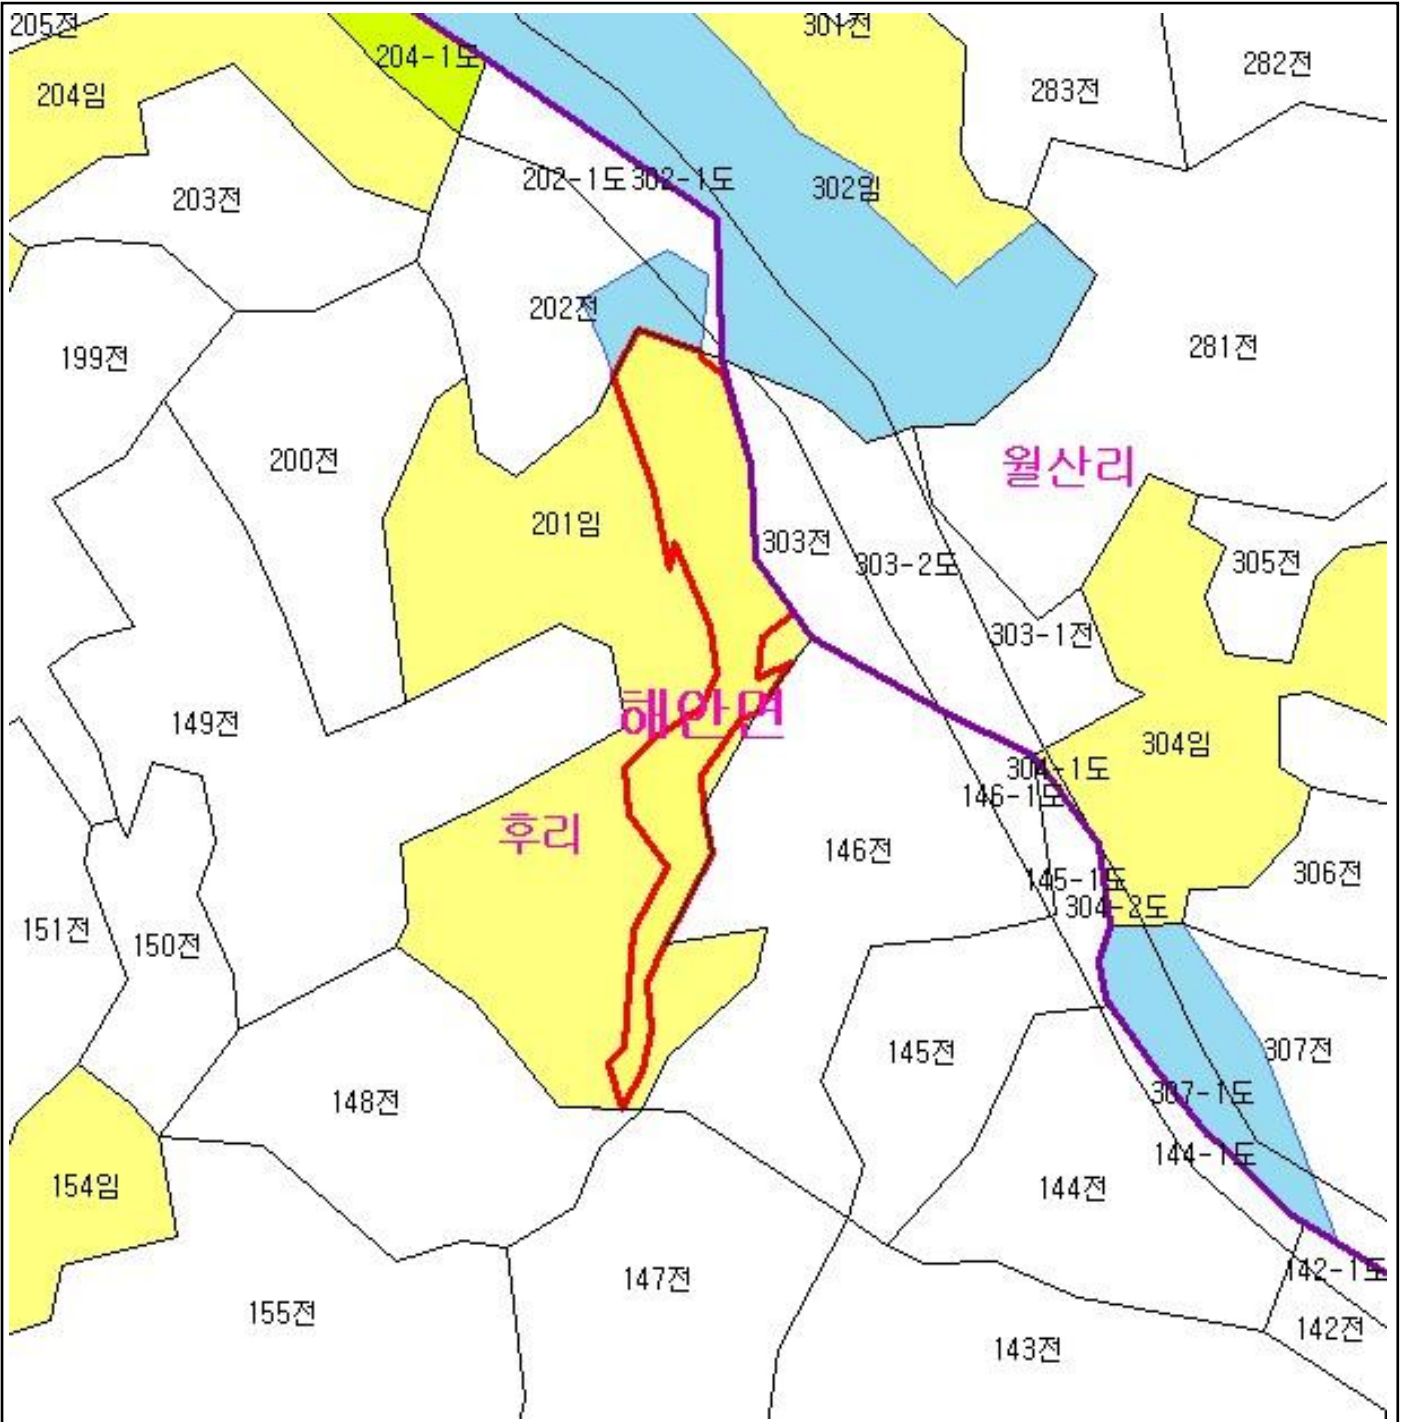 205전
301전
204-1도
282전
283전
204임
202-1도
302-1도
302임
203전
202전
281전
199전
200전
월산리
201임
303전
303-2도
305전
303-1전
해안면
149전
304임
304-1도
146-1도
후리
146전
306전
145-1도
304-2도
151전
150전
145전
307전
307-1도
148전
144-1도
154임
144전
147전
142-1도
155전
142전
143전